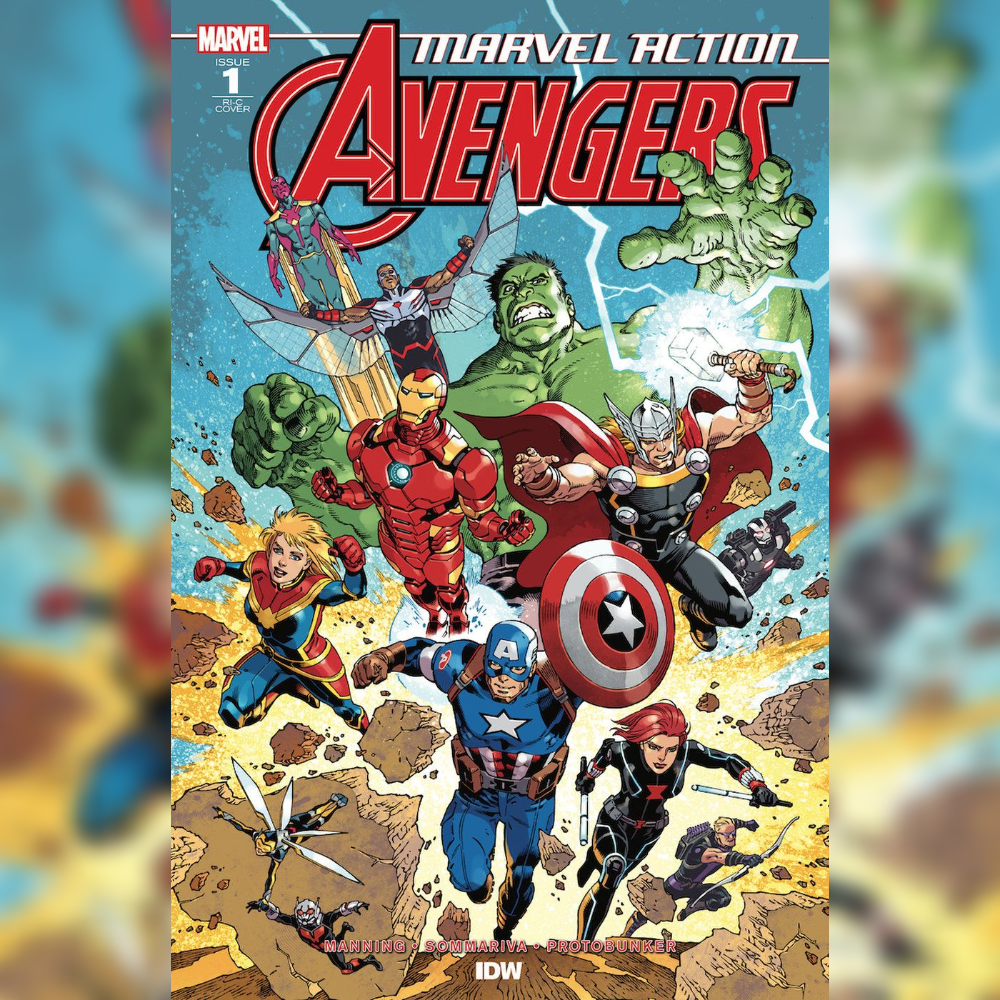 MARVEL
ISSUE
1
RI-C
COVER
MARVEL ACTION
AVENGERS
A
MANNING • SOMMARIVA • PROTOBUNKER
IDW